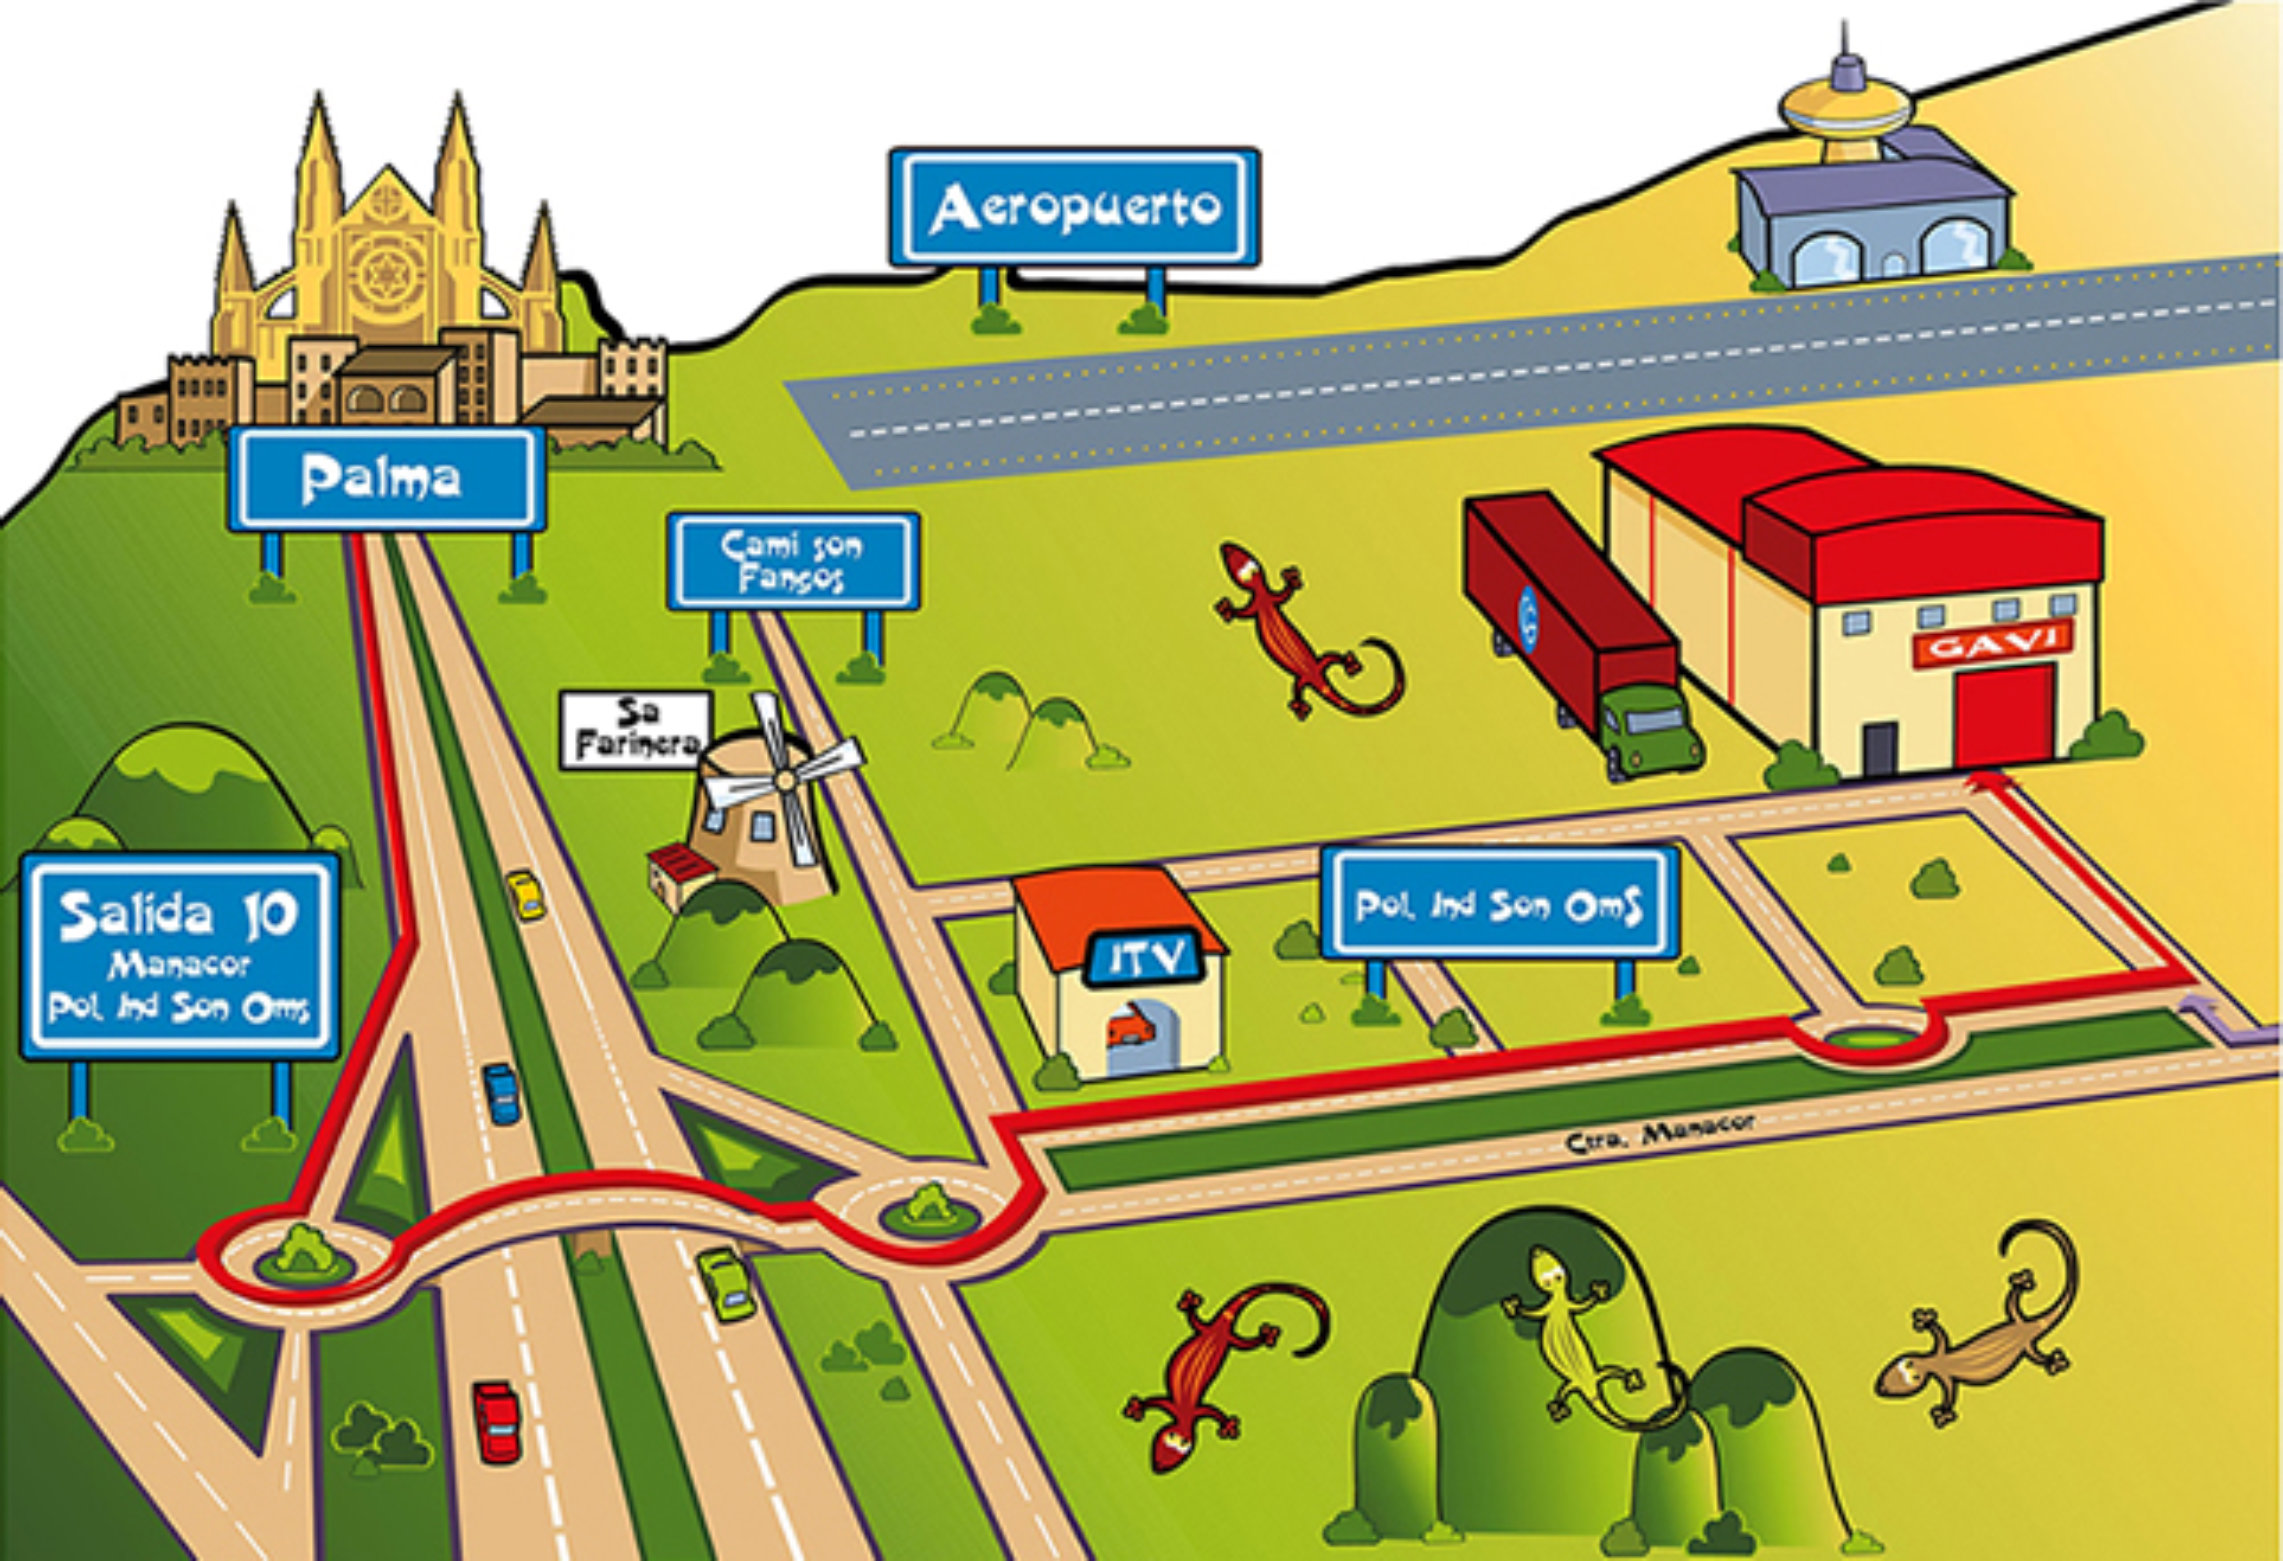 Aeropuerto
Palma
Cami son
Fangos
Sa
Farinera
GAVI
Salida 10
Manacor
Pol. Ind Son Oms
Pol. Ind Son OmS
ITV
Ctra. Manacor